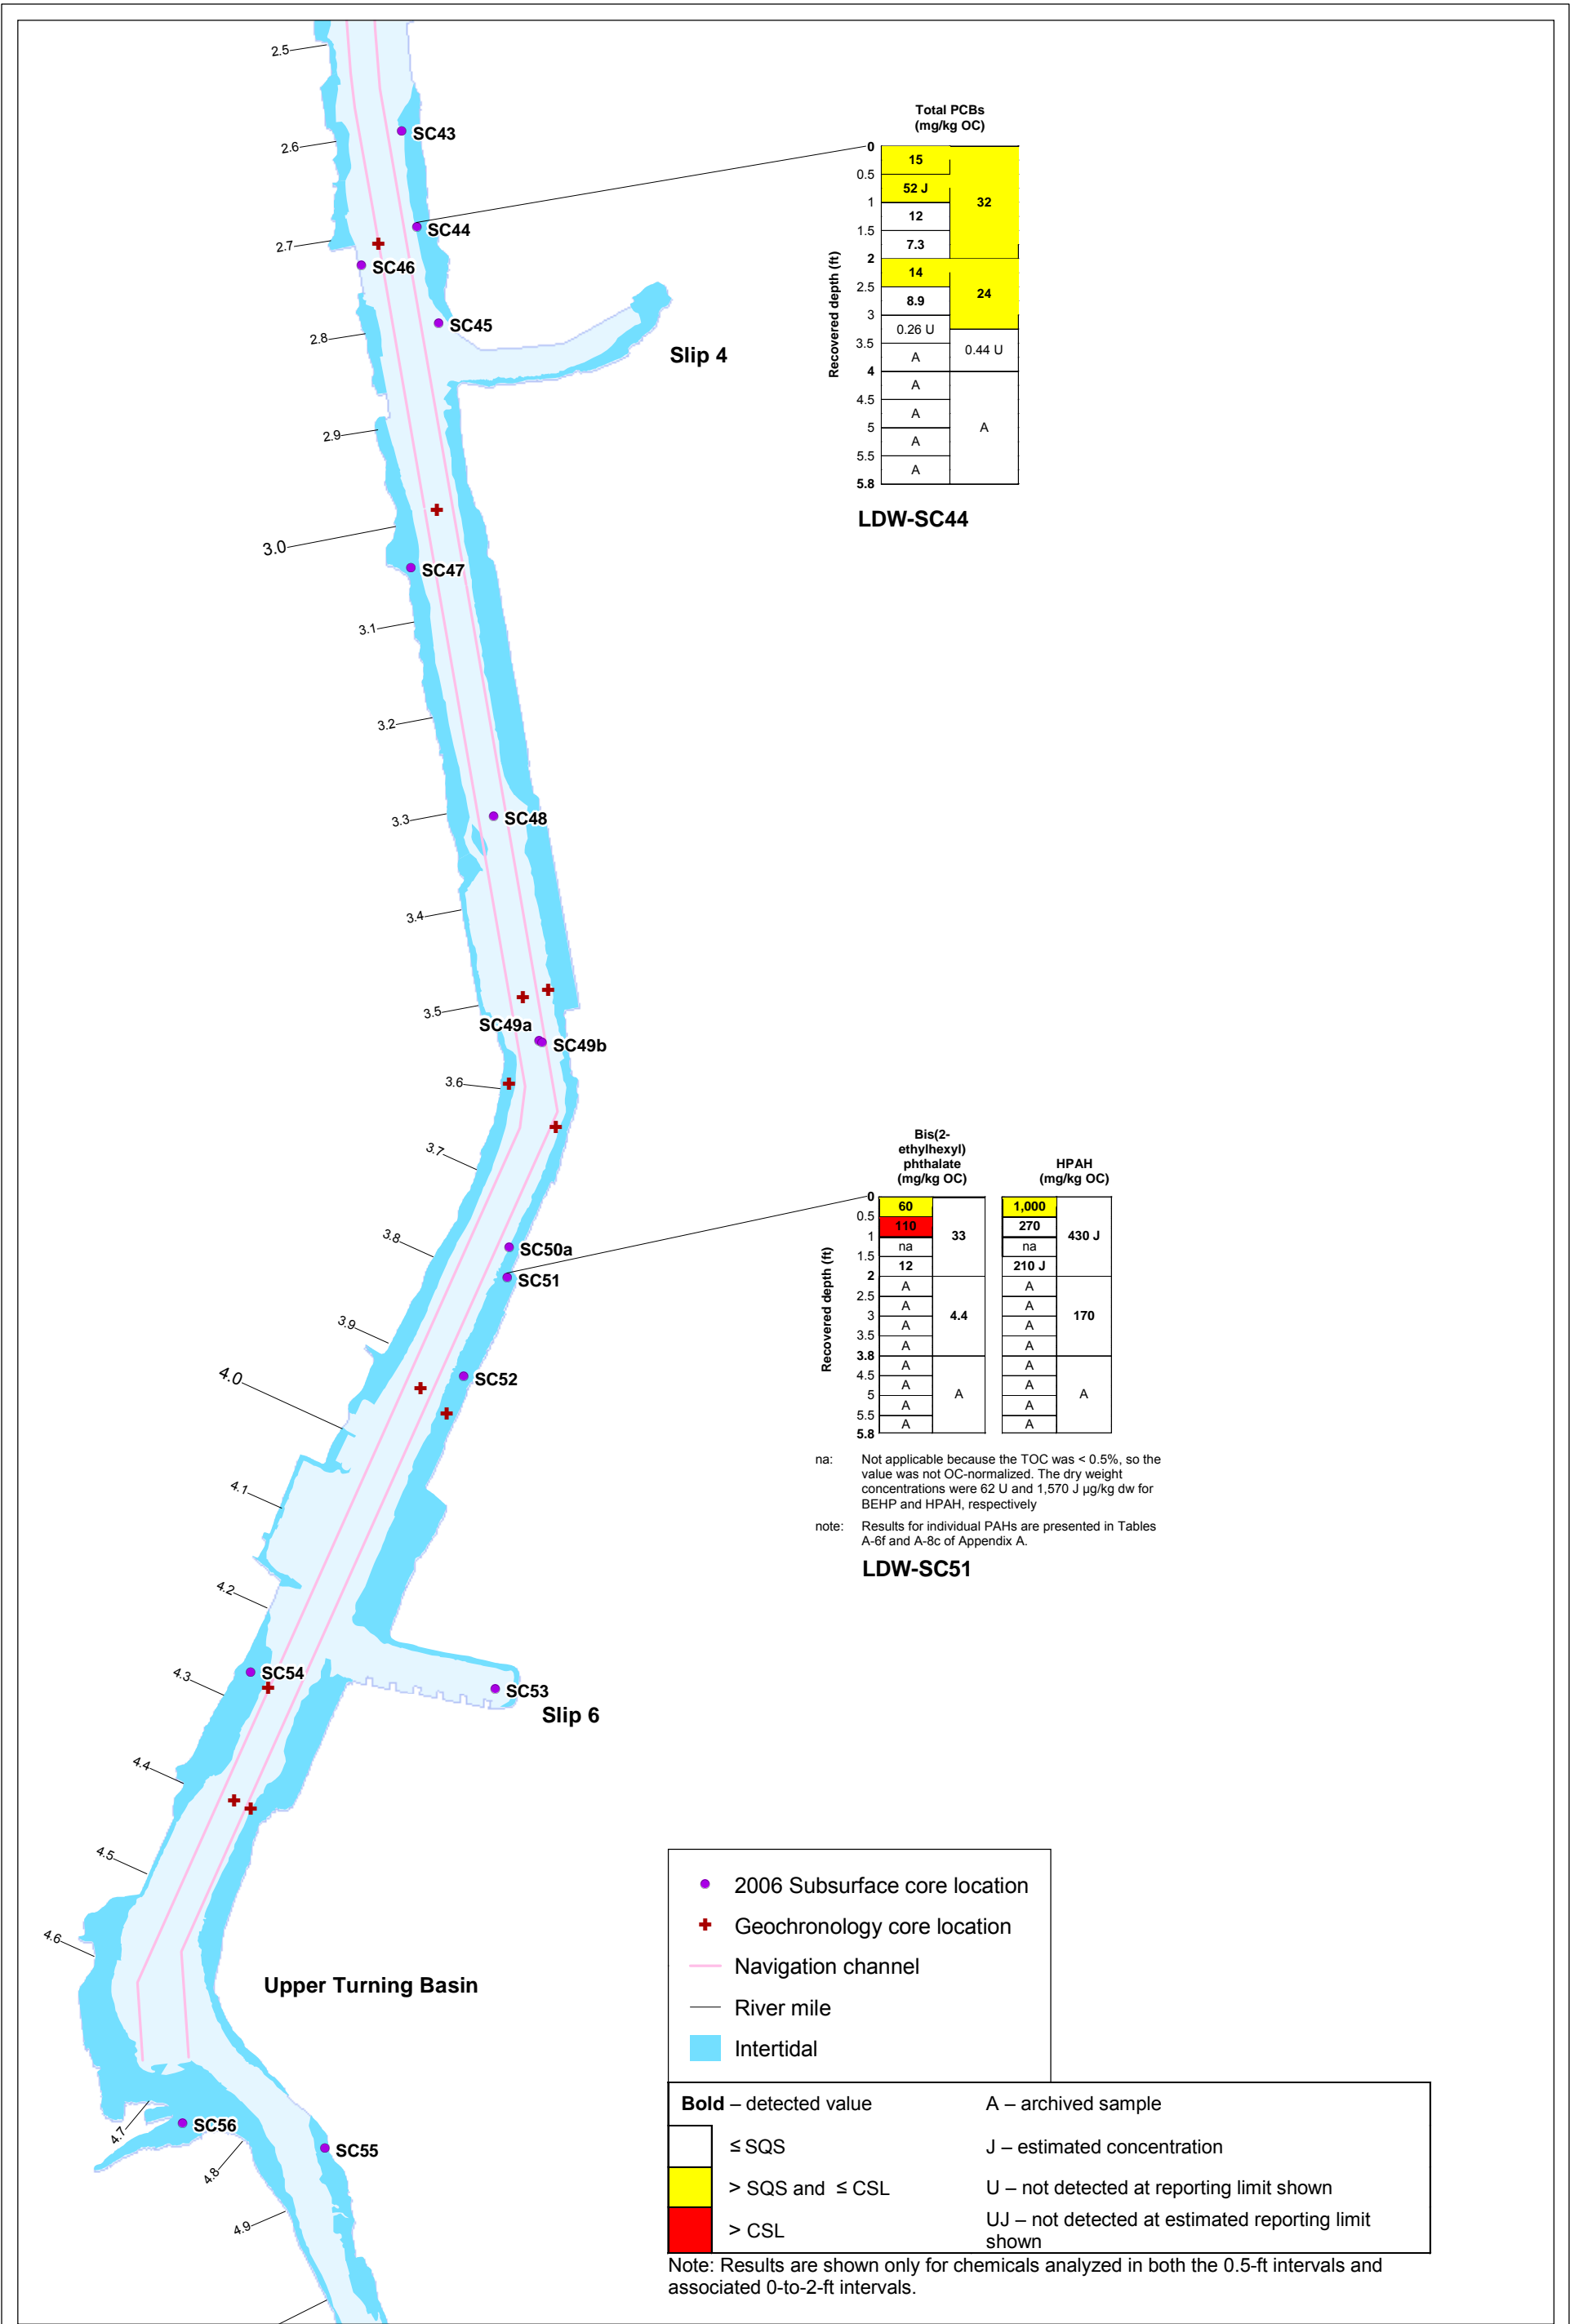 2.5
SC43
2.6
SC44
2.7
SC46
SC45
2.8
Slip 4
2.9
3.0
SC47
3.1
3.2
3.3
SC48
3.4
3.5
SC49a
SC49b
3.6
3.7
3.8
SC50a
SC51
3.9
4.0
SC52
4.1
4.2
4.3
SC54
SC53
Slip 6
4.4
4.5
4.6
Upper Turning Basin
4.7
SC56
SC55
4.8
4.9
Total PCBs
(mg/kg OC)
Recovered depth (ft)
0
15
0.5
52 J
32
1
12
1.5
7.3
2
14
2.5
24
8.9
3
0.26 U
3.5
0.44 U
A
4
A
4.5
A
5
A
A
5.5
A
5.8
LDW-SC44
Bis(2-
ethylhexyl)
phthalate
(mg/kg OC)
HPAH
(mg/kg OC)
Recovered depth (ft)
0
60 1,000
0.5
110 33 270 430 J
1
na na
1.5
12 210 J
2
A A
2.5
A A
3 4.4 170
A A
3.5
A A
3.8
A A
4.5
A A
5 A A
A A
5.5
A A
5.8
na: Not applicable because the TOC was < 0.5%, so the
value was not OC-normalized. The dry weight
concentrations were 62 U and 1,570 J µg/kg dw for
BEHP and HPAH, respectively
note: Results for individual PAHs are presented in Tables
A-6f and A-8c of Appendix A.
LDW-SC51
2006 Subsurface core location
Geochronology core location
Navigation channel
River mile
Intertidal
Bold – detected value A – archived sample
≤ SQS J – estimated concentration
> SQS and ≤ CSL U – not detected at reporting limit shown
> CSL UJ – not detected at estimated reporting limit
shown
Note: Results are shown only for chemicals analyzed in both the 0.5-ft intervals and
associated 0-to-2-ft intervals.